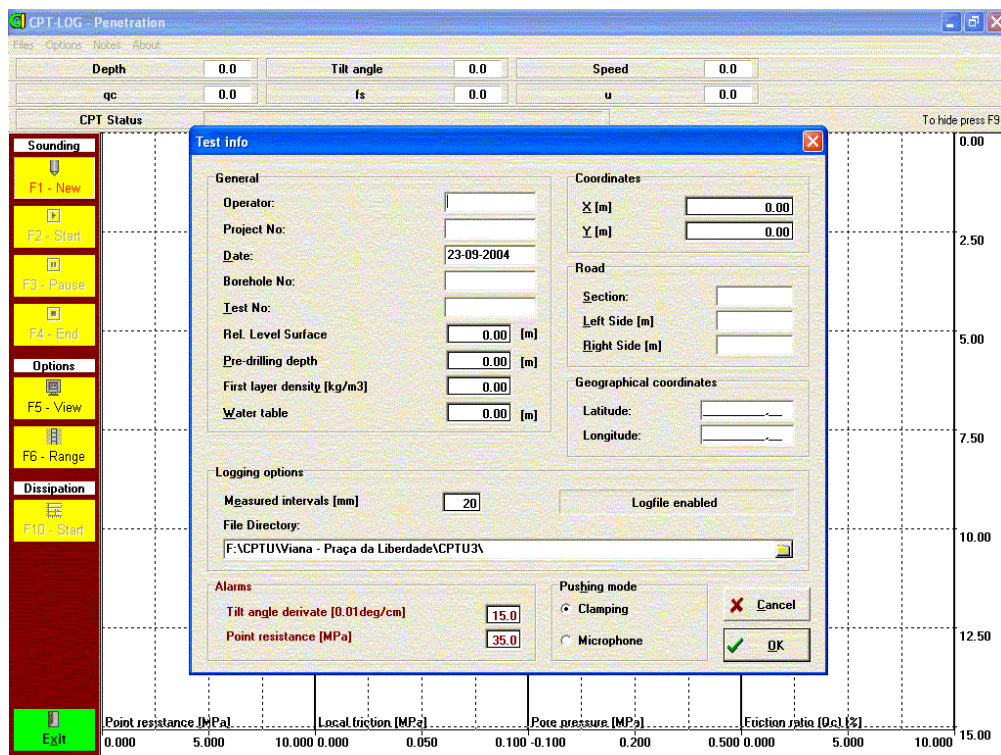 CPT-LOG - Penetration
Files Options Notes About
Depth 0.0 Tilt angle 0.0 Speed 0.0
qc 0.0 fs 0.0 u 0.0
CPT Status To hide press F9
Sounding
F1 - New
F2 - Start
F3 - Pause
F4 - End
Options
F5 - View
F6 - Range
Dissipation
F10 - Start
Exit
Test info
General
Operator:
Project No:
Date: 23-09-2004
Borehole No:
Test No:
Rel. Level Surface 0.00 [m]
Pre-drilling depth 0.00 [m]
First layer density [kg/m3] 0.00
Water table 0.00 [m]
Coordinates
X [m] 0.00
Y [m] 0.00
Road
Section:
Left Side [m]
Right Side [m]
Geographical coordinates
Latitude:
Longitude:
Logging options
Measured intervals [mm] 20 Logfile enabled
File Directory:
F:\CPTU\Viana - Praça da Liberdade\CPTU3\
Alarms
Tilt angle derivate [0.01deg/cm] 15.0
Point resistance [MPa] 35.0
Pushing mode
Clamping
Microphone
Cancel
OK
0.00
2.50
5.00
7.50
10.00
12.50
15.00
Point resistance [MPa] Local friction [MPa] Pore pressure [MPa] Friction ratio (Qc) [%]
0.000 5.000 10.000 0.000 0.050 0.100 -0.100 0.200 0.500 0.000 5.000 10.000